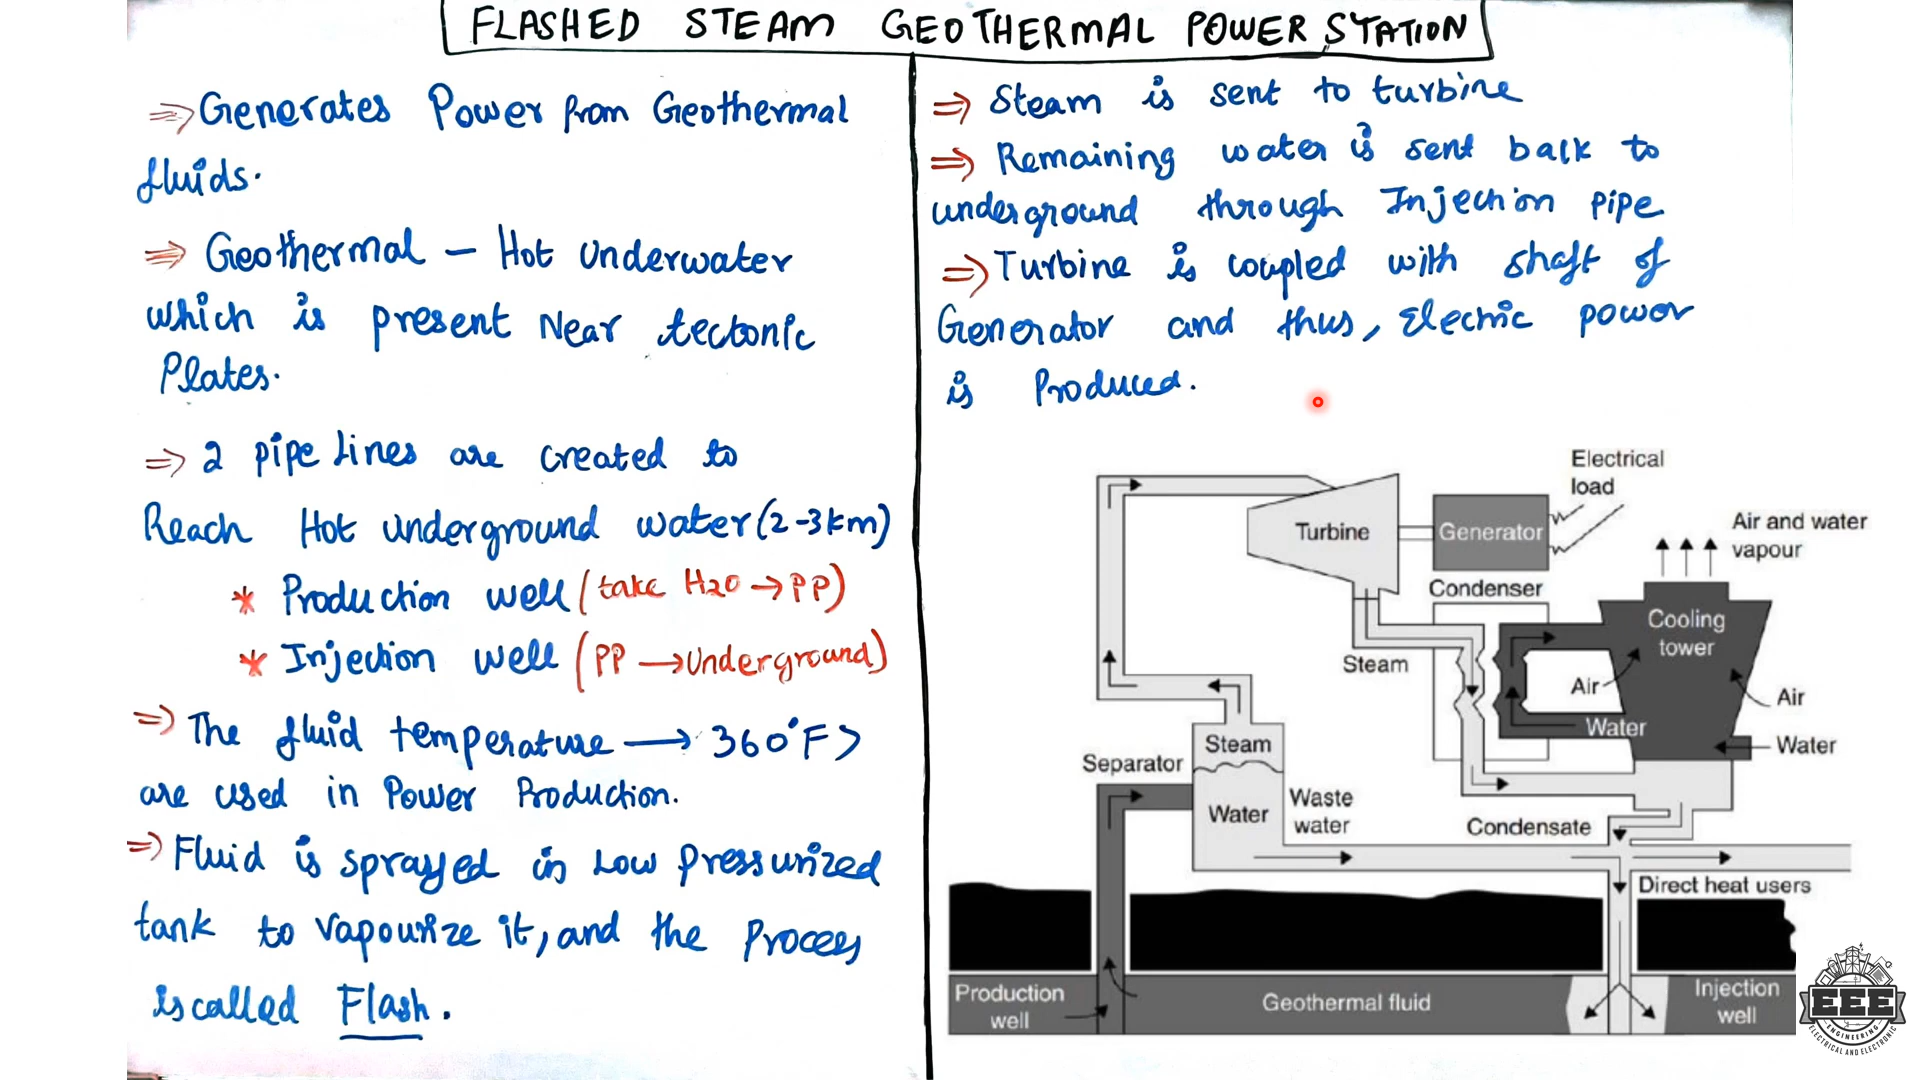 FLASHED STEAM GEOTHERMAL POWER STATION
⇒ Generates Power from Geothermal
fluids.
⇒ Geothermal – Hot Underwater
which is present Near tectonic
Plates.
⇒ 2 pipe Lines are created to
Reach Hot underground water (2-3km)
* Production well (take H2O → PP)
* Injection well (PP → Underground)
⇒ The fluid temperature → 360°F >
are used in Power Production.
⇒ Fluid is sprayed in Low Pressurized
tank to vapourize it, and the Process
is called Flash.
⇒ Steam is sent to turbine
⇒ Remaining water is sent back to
underground through Injection pipe
⇒ Turbine is coupled with shaft of
Generator and thus, Electric power
is Produced.
Electrical
load
Turbine
Generator
Air and water
vapour
Condenser
Cooling
tower
Steam
Air
Air
Water
Water
Steam
Separator
Water
Waste
water
Condensate
Direct heat users
Production
well
Geothermal fluid
Injection
well
EEE
ENGINEERING
ELECTRICAL AND ELECTRONIC